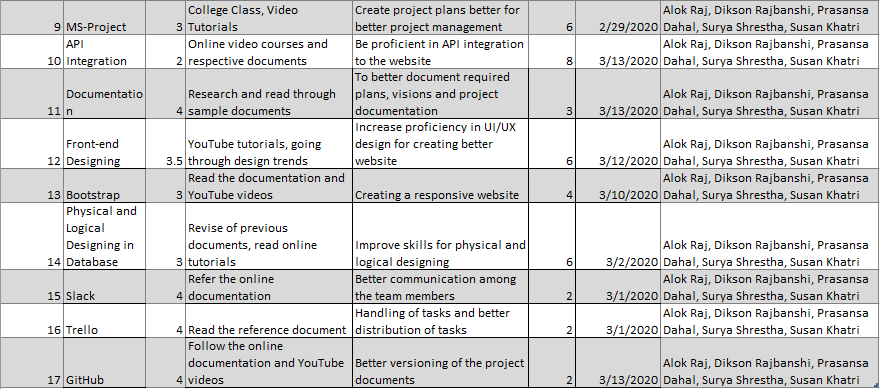 9 MS-Project 3 College Class, Video Tutorials Create project plans better for better project management 6 2/29/2020 Alok Raj, Dikson Rajbanshi, Prasansa Dahal, Surya Shrestha, Susan Khatri
10 API Integration 2 Online video courses and respective documents Be proficient in API integration to the website 8 3/13/2020 Alok Raj, Dikson Rajbanshi, Prasansa Dahal, Surya Shrestha, Susan Khatri
11 Documentatio n 4 Research and read through sample documents To better document required plans, visions and project documentation 3 3/13/2020 Alok Raj, Dikson Rajbanshi, Prasansa Dahal, Surya Shrestha, Susan Khatri
12 Front-end Designing 3.5 YouTube tutorials, going through design trends Increase proficiency in UI/UX design for creating better website 6 3/12/2020 Alok Raj, Dikson Rajbanshi, Prasansa Dahal, Surya Shrestha, Susan Khatri
13 Bootstrap 3 Read the documentation and YouTube videos Creating a responsive website 4 3/10/2020 Alok Raj, Dikson Rajbanshi, Prasansa Dahal, Surya Shrestha, Susan Khatri
14 Physical and Logical Designing in Database 3 Revise of previous documents, read online tutorials Improve skills for physical and logical designing 6 3/2/2020 Alok Raj, Dikson Rajbanshi, Prasansa Dahal, Surya Shrestha, Susan Khatri
15 Slack 4 Refer the online documentation Better communication among the team members 2 3/1/2020 Alok Raj, Dikson Rajbanshi, Prasansa Dahal, Surya Shrestha, Susan Khatri
16 Trello 4 Read the reference document Handling of tasks and better distribution of tasks 2 3/1/2020 Alok Raj, Dikson Rajbanshi, Prasansa Dahal, Surya Shrestha, Susan Khatri
17 GitHub 4 Follow the online documentation and YouTube videos Better versioning of the project documents 2 3/13/2020 Alok Raj, Dikson Rajbanshi, Prasansa Dahal, Surya Shrestha, Susan Khatri